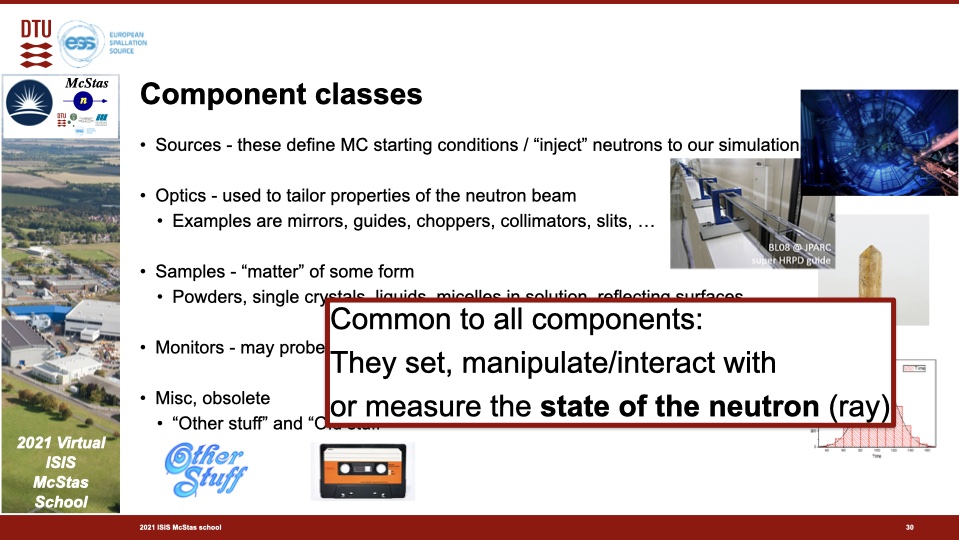 DTU
ess
EUROPEAN
SPALLATION
SOURCE
McStas
n
DTU
Component classes
• Sources - these define MC starting conditions / “inject” neutrons to our simulation
• Optics - used to tailor properties of the neutron beam
• Examples are mirrors, guides, choppers, collimators, slits, …
BL08 @ JPARC
super HRPD guide
• Samples - “matter” of some form
• Powders, single crystals, liquids, micelles in solution, reflecting surfaces
Common to all components:
They set, manipulate/interact with
or measure the state of the neutron (ray)
• Monitors - may probe
• Misc, obsolete
• “Other stuff” and “Old stuff”
Time
Time
Other
Stuff
2021 Virtual
ISIS
McStas
School
2021 ISIS McStas school
30